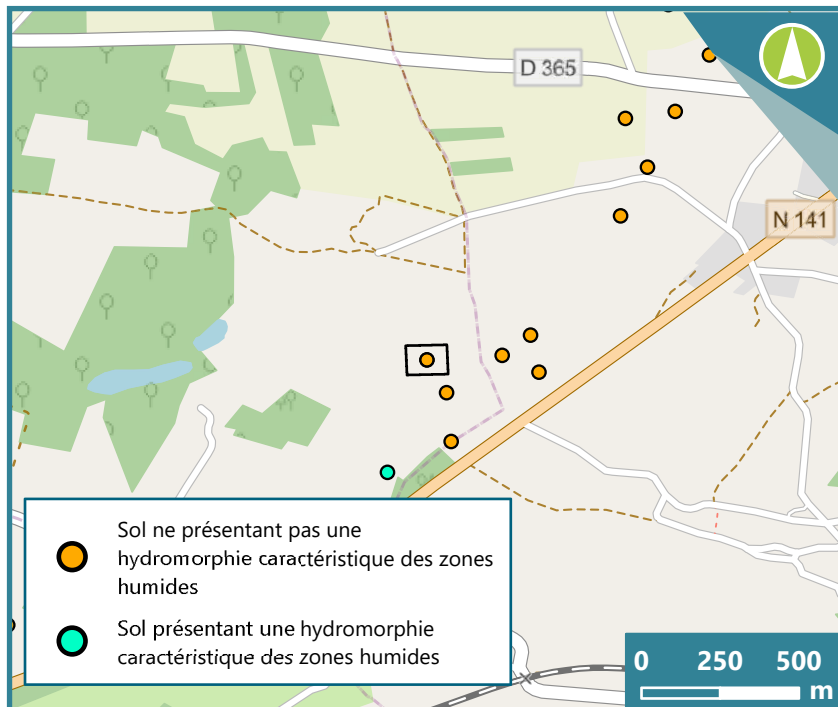 D 365
N 141
Sol ne présentant pas une
hydromorphie caractéristique des zones
humides
Sol présentant une hydromorphie
caractéristique des zones humides
0 250 500
m